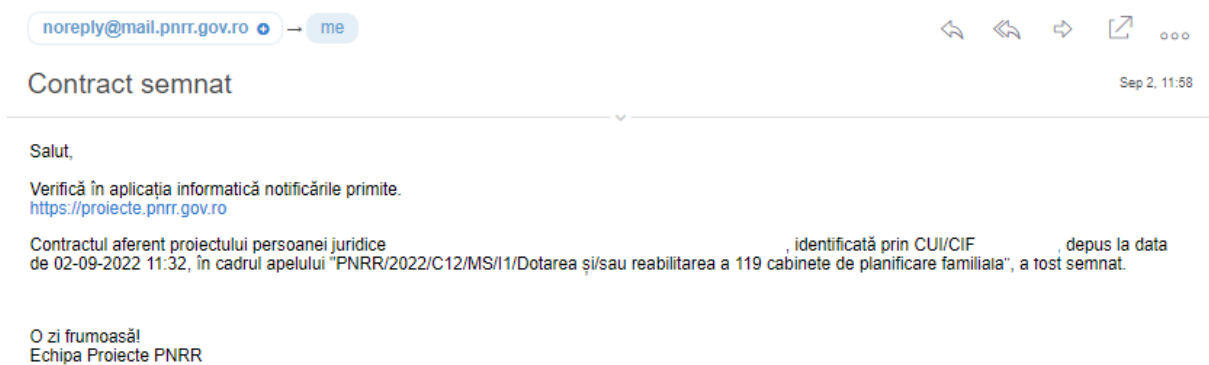 noreply@mail.pnrr.gov.ro → me
Contract semnat
Sep 2, 11:58
Salut,
Verifică în aplicația informatică notificările primite.
https://proiecte.pnrr.gov.ro
Contractul aferent proiectului persoanei juridice , identificată prin CUI/CIF , depus la data
de 02-09-2022 11:32, în cadrul apelului "PNRR/2022/C12/MS/I1/Dotarea și/sau reabilitarea a 119 cabinete de planificare familiala", a fost semnat.
O zi frumoasă!
Echipa Proiecte PNRR